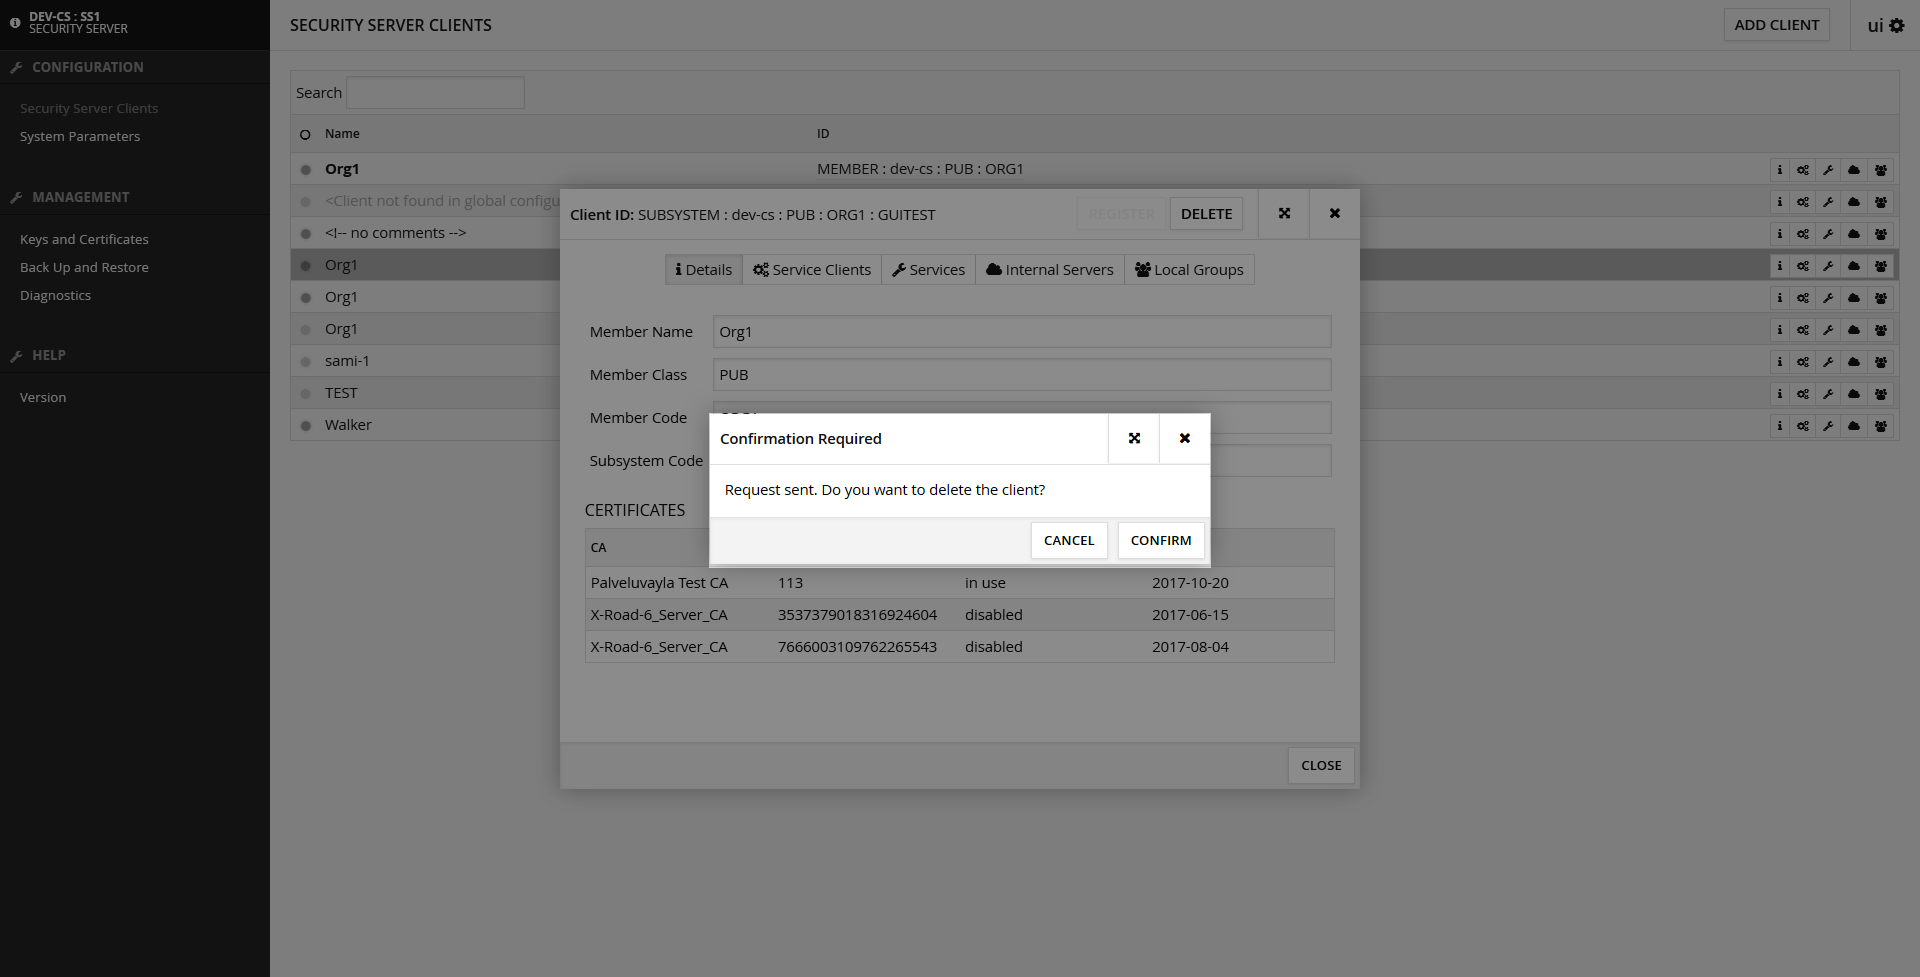 DEV-CS : SS1
SECURITY SERVER
CONFIGURATION
Security Server Clients
System Parameters
MANAGEMENT
Keys and Certificates
Back Up and Restore
Diagnostics
HELP
Version
SECURITY SERVER CLIENTS
ADD CLIENT
ui
Search
Name ID
Org1 MEMBER : dev-cs : PUB : ORG1
<Client not found in global configu
<!-- no comments -->
Org1
Org1
Org1
sami-1
TEST
Walker
Client ID: SUBSYSTEM : dev-cs : PUB : ORG1 : GUITEST
REGISTER
DELETE
Details
Service Clients
Services
Internal Servers
Local Groups
Member Name Org1
Member Class PUB
Member Code
Subsystem Code
CERTIFICATES
CA
Palveluvayla Test CA 113 in use 2017-10-20
X-Road-6_Server_CA 3537379018316924604 disabled 2017-06-15
X-Road-6_Server_CA 7666003109762265543 disabled 2017-08-04
CLOSE
Confirmation Required
Request sent. Do you want to delete the client?
CANCEL
CONFIRM